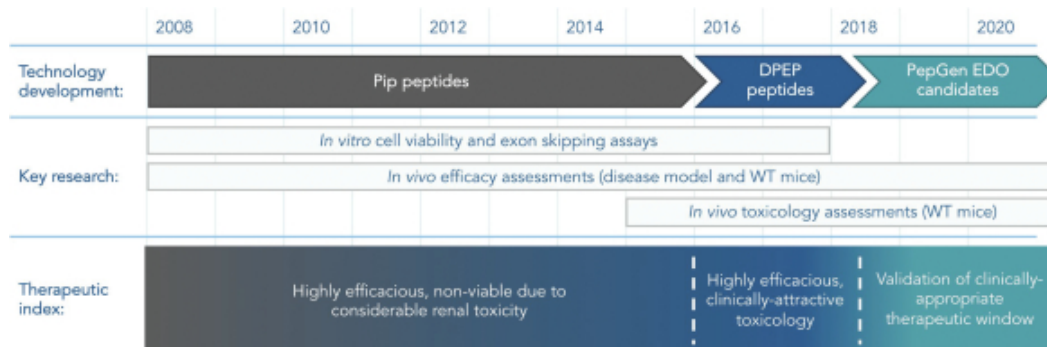 2008 2010 2012 2014 2016 2018 2020
Technology
development:
Pip peptides
DPEP
peptides
PepGen EDO
candidates
Key research:
In vitro cell viability and exon skipping assays
In vivo efficacy assessments (disease model and WT mice)
In vivo toxicology assessments (WT mice)
Therapeutic
index:
Highly efficacious, non-viable due to
considerable renal toxicity
Highly efficacious,
clinically-attractive
toxicology
Validation of clinically-
appropriate
therapeutic window